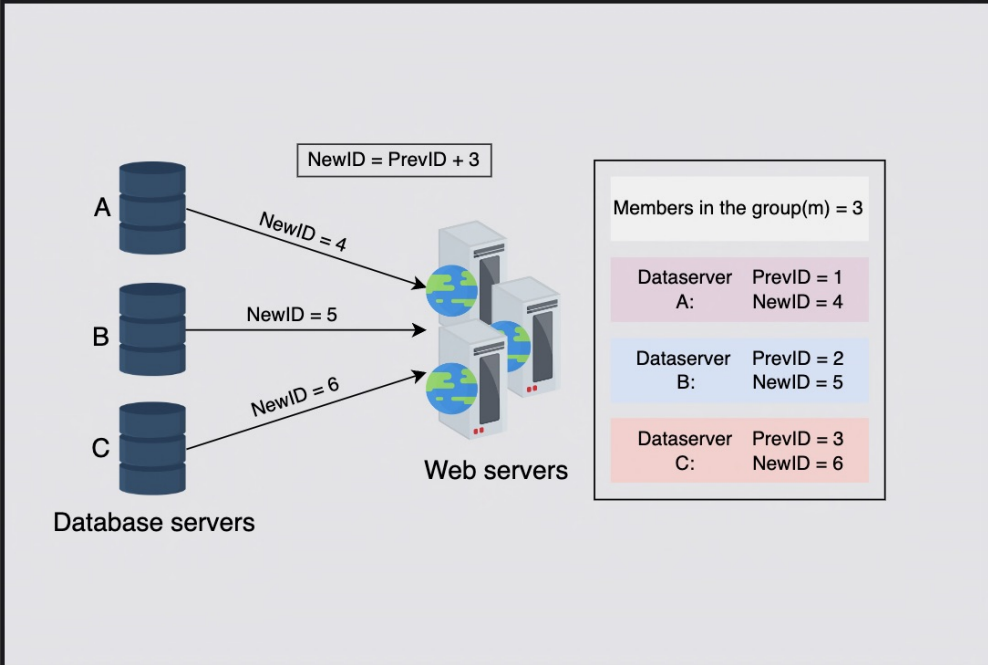 NewID = PrevID + 3
A
NewID = 4
B
NewID = 5
C
NewID = 6
Database servers
Web servers
Members in the group(m) = 3
Dataserver PrevID = 1
A: NewID = 4
Dataserver PrevID = 2
B: NewID = 5
Dataserver PrevID = 3
C: NewID = 6